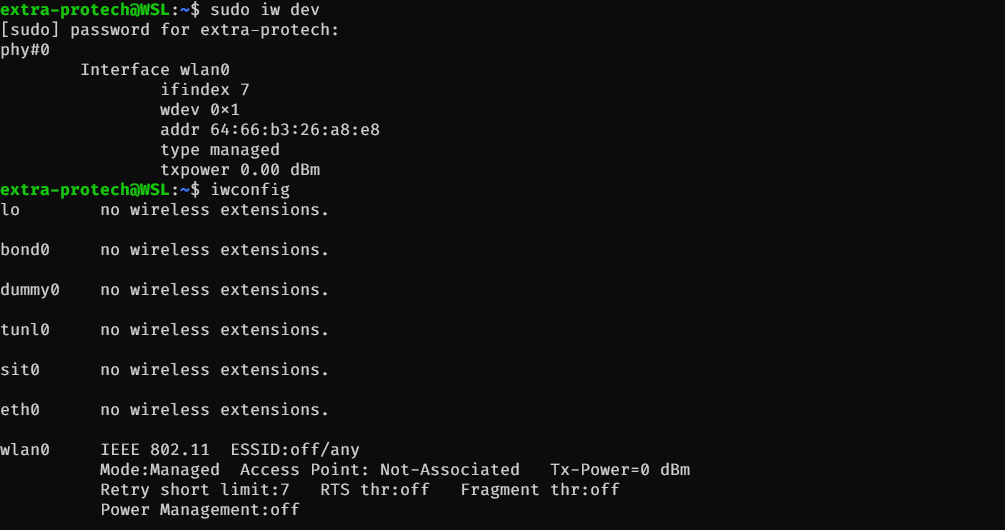 extra-protech@WSL:~$ sudo iw dev
[sudo] password for extra-protech:
phy#0
Interface wlan0
ifindex 7
wdev 0×1
addr 64:66:b3:26:a8:e8
type managed
txpower 0.00 dBm
extra-protech@WSL:~$ iwconfig
lo no wireless extensions.
bond0 no wireless extensions.
dummy0 no wireless extensions.
tunl0 no wireless extensions.
sit0 no wireless extensions.
eth0 no wireless extensions.
wlan0 IEEE 802.11 ESSID:off/any
Mode:Managed Access Point: Not-Associated Tx-Power=0 dBm
Retry short limit:7 RTS thr:off Fragment thr:off
Power Management:off